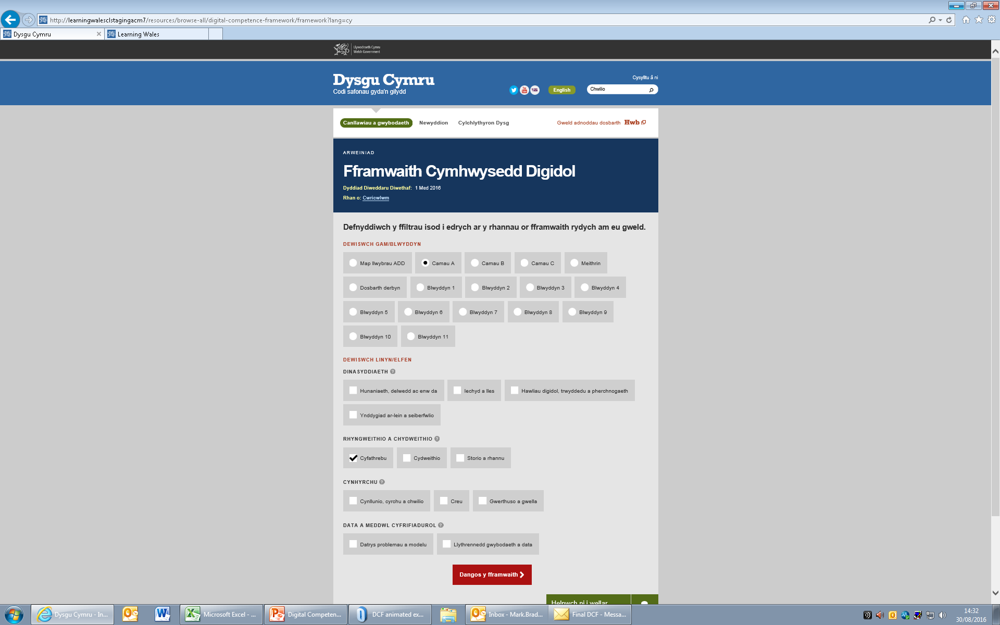 http://learningwalesclstagingacm7/resources/browse-all/digital-competence-framework/framework?lang=cy
Dysgu Cymru
Learning Wales
Llywodraeth Cymru
Welsh Government
Dysgu Cymru
Codi safonau gyda'n gilydd
English
Cysylltu â ni
Chwilio
Canllawiau a gwybodaeth
Newyddion
Cylchlythyron Dysg
Gweld adnoddau dosbarth Hwb
ARWEINIAD
Fframwaith Cymhwysedd Digidol
Dyddiad Diweddaru Diwethaf: 1 Med 2016
Rhan o: Cwricwlwm
Defnyddiwch y ffiltrau isod i edrych ar y rhannau or fframwaith rydych am eu gweld.
DEWISWCH GAM/BLWYDDYN
Map llwybrau ADD
Camau A
Camau B
Camau C
Meithrin
Dosbarth derbyn
Blwyddyn 1
Blwyddyn 2
Blwyddyn 3
Blwyddyn 4
Blwyddyn 5
Blwyddyn 6
Blwyddyn 7
Blwyddyn 8
Blwyddyn 9
Blwyddyn 10
Blwyddyn 11
DEWISWCH LINYN/ELFEN
DINASYDDIAETH ?
Hunaniaeth, delwedd ac enw da
Iechyd a lles
Hawliau digidol, trwyddedu a pherchnogaeth
Ynddygiad ar-lein a seiberfwlio
RHYNGWEITHIO A CHYDWEITHIO ?
Cyfathrebu
Cydweithio
Storio a rhannu
CYNHYRCHU ?
Cynllunio, cyrchu a chwilio
Creu
Gwerthuso a gwella
DATA A MEDDWL CYFRIFIADUROL ?
Datrys problemau a modelu
Llythrennedd gwybodaeth a data
Dangos y fframwaith
Helpwch ni i wellar
Dysgu Cymru - In...
Microsoft Excel - ...
Digital Competen...
DCF animated ex...
Inbox - Mark.Brad...
Final DCF - Messa...
14:32
30/08/2016